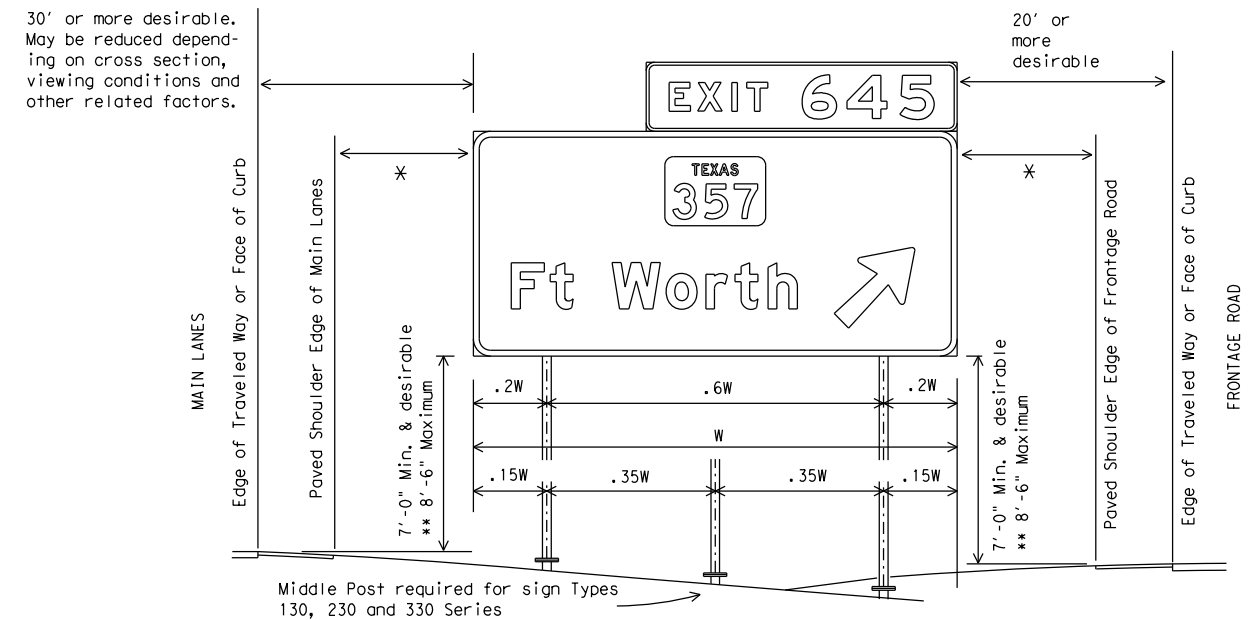 30' or more desirable.
May be reduced depend-
ing on cross section,
viewing conditions and
other related factors.
20' or
more
desirable
EXIT 645
*
*
TEXAS
357
Ft Worth
MAIN LANES
Edge of Traveled Way or Face of Curb
Paved Shoulder Edge of Main Lanes
7'-0" Min. & desirable
** 8'-6" Maximum
7'-0" Min. & desirable
** 8'-6" Maximum
Paved Shoulder Edge of Frontage Road
Edge of Traveled Way or Face of Curb
FRONTAGE ROAD
.2W .6W .2W
W
.15W .35W .35W .15W
Middle Post required for sign Types
130, 230 and 330 Series